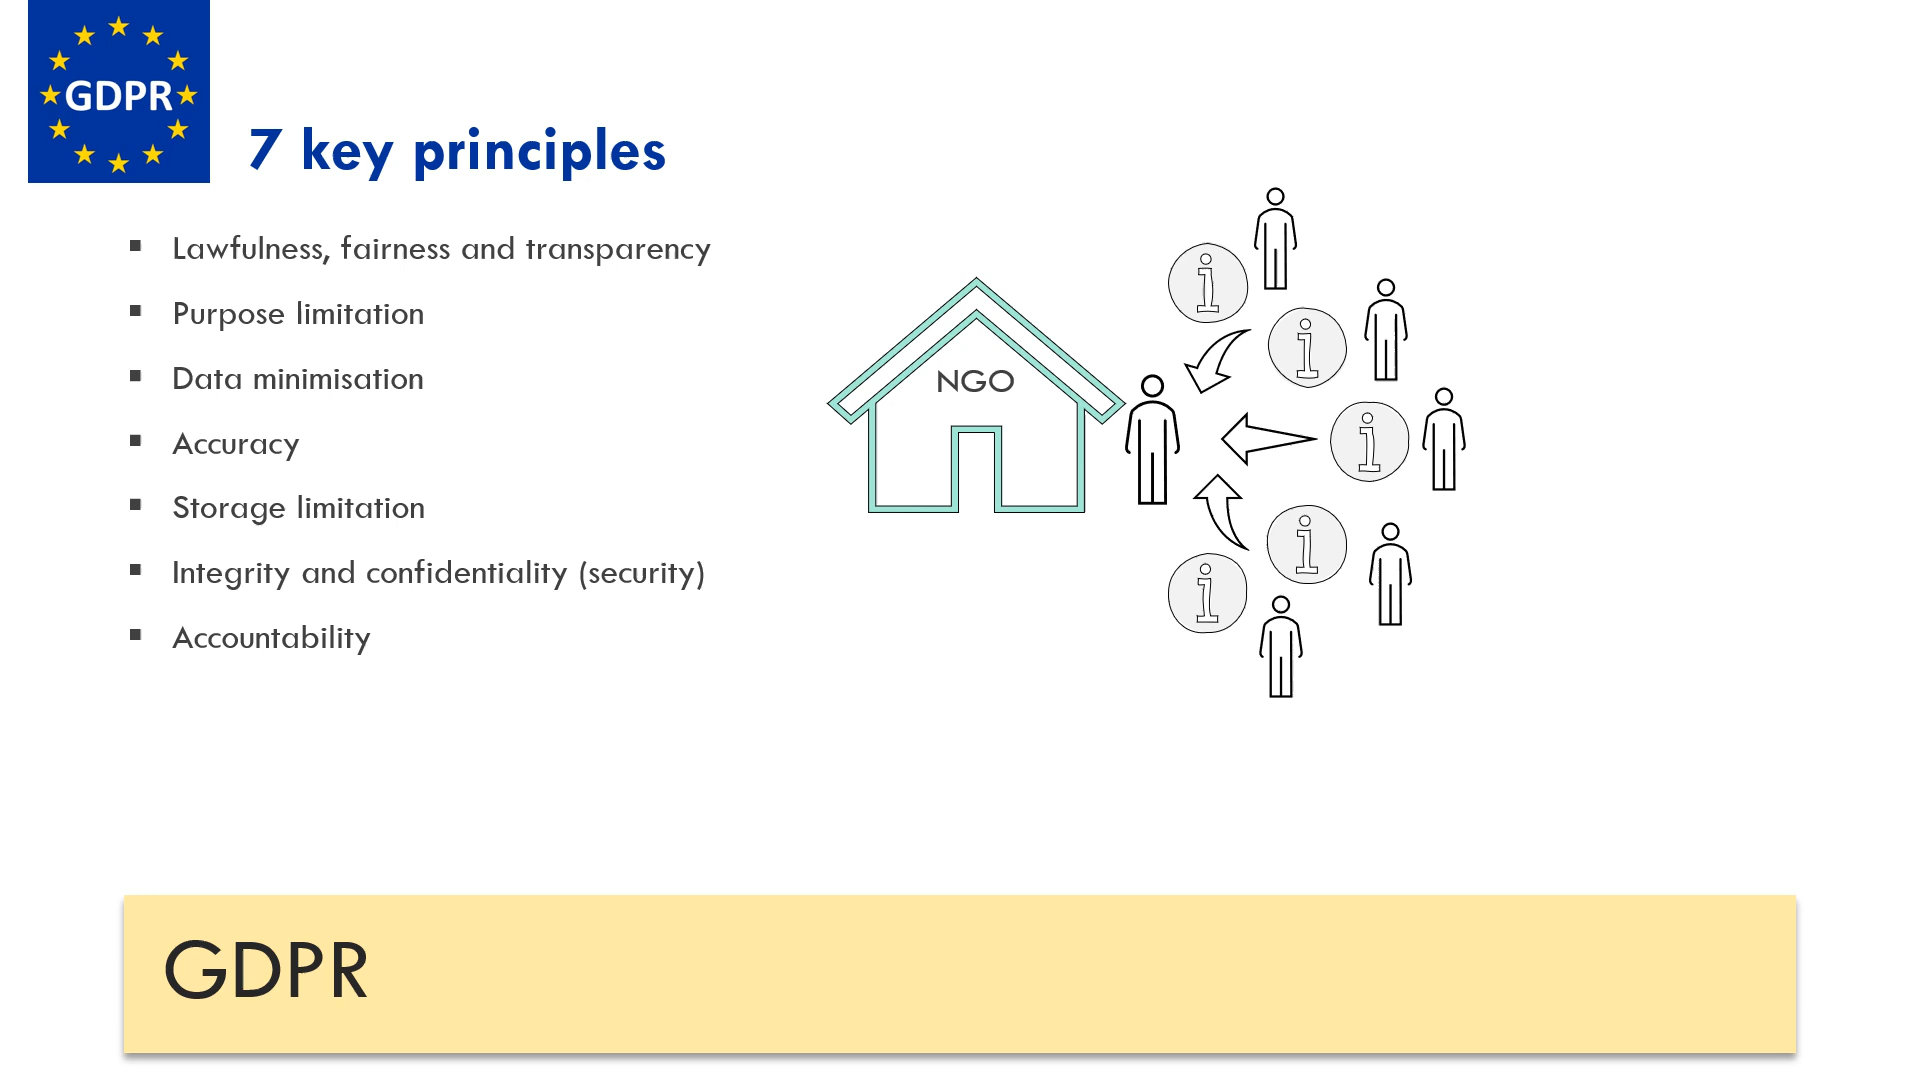 GDPR
7 key principles
▪ Lawfulness, fairness and transparency
▪ Purpose limitation
▪ Data minimisation
▪ Accuracy
▪ Storage limitation
▪ Integrity and confidentiality (security)
▪ Accountability
NGO
i
i
i
i
i
GDPR